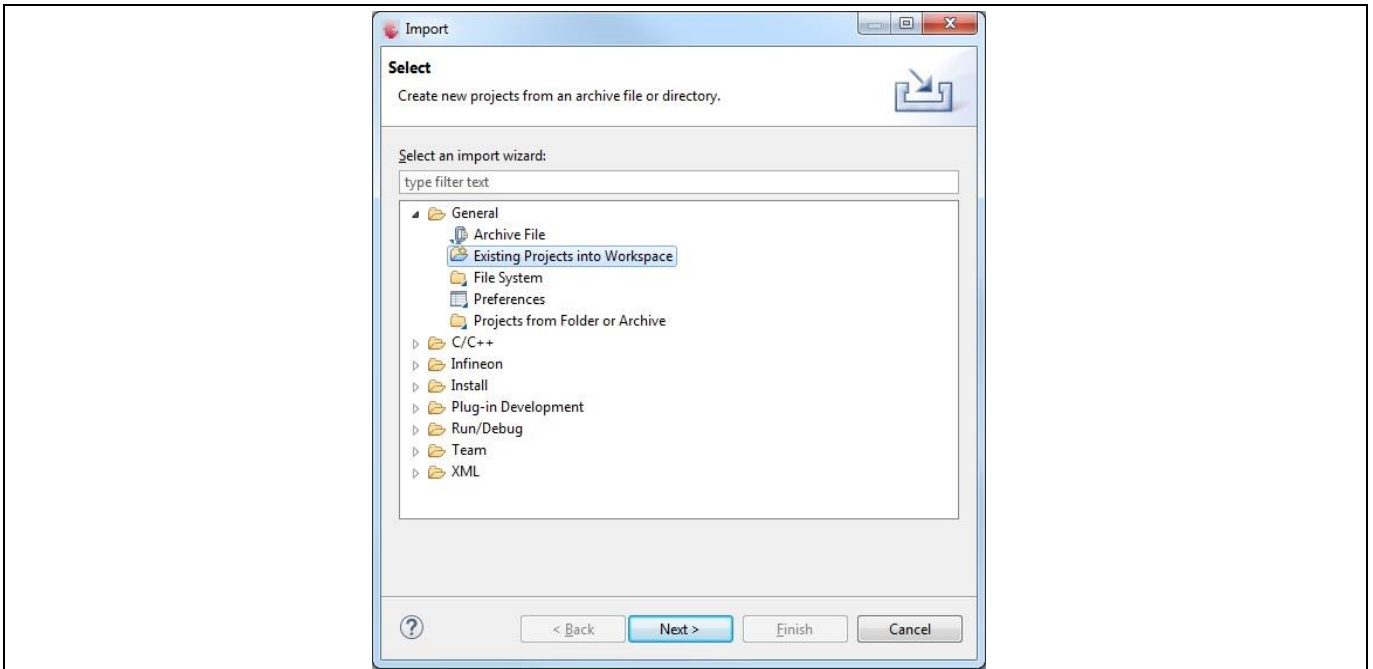 Import
Select
Create new projects from an archive file or directory.
Select an import wizard:
type filter text
General
Archive File
Existing Projects into Workspace
File System
Preferences
Projects from Folder or Archive
C/C++
Infineon
Install
Plug-in Development
Run/Debug
Team
XML
? < Back Next > Finish Cancel